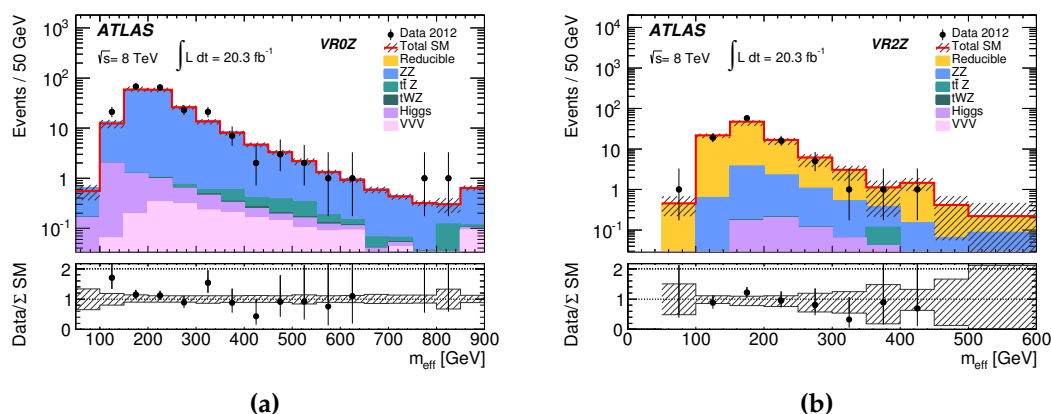 ATLAS
VR0Z
√s= 8 TeV
∫ L dt = 20.3 fb⁻¹
Data 2012
Total SM
Reducible
ZZ
tt̄ Z
tWZ
Higgs
VVV
Events / 50 GeV
10³
10²
10
1
10⁻¹
Data/Σ SM
2
1
0
100 200 300 400 500 600 700 800 900
m_eff [GeV]
(a)
ATLAS
VR2Z
√s= 8 TeV
∫ L dt = 20.3 fb⁻¹
Data 2012
Total SM
Reducible
ZZ
tt̄ Z
tWZ
Higgs
VVV
Events / 50 GeV
10⁴
10³
10²
10
1
10⁻¹
Data/Σ SM
2
1
0
0 100 200 300 400 500 600
m_eff [GeV]
(b)